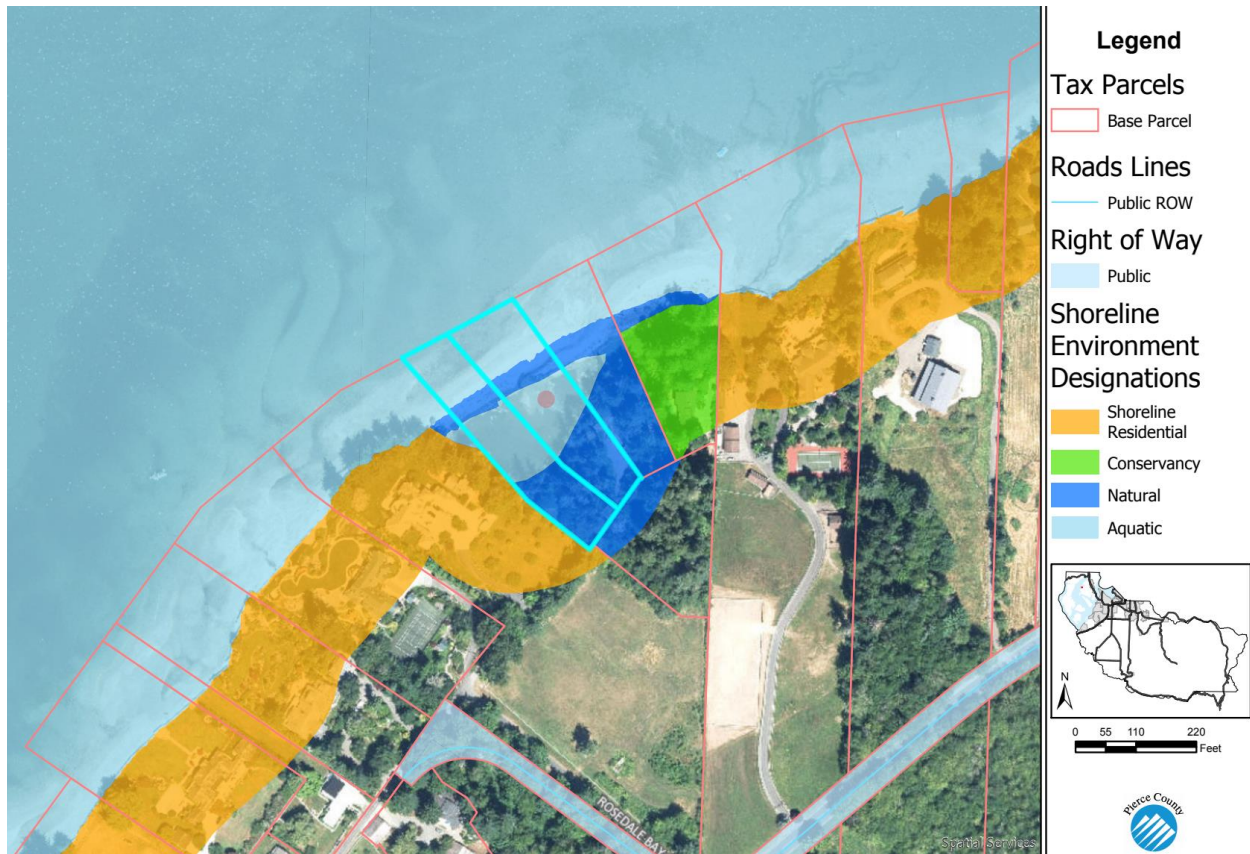 Legend
Tax Parcels
Base Parcel
Roads Lines
Public ROW
Right of Way
Public
Shoreline
Environment
Designations
Shoreline
Residential
Conservancy
Natural
Aquatic
N
0 55 110 220
Feet
Pierce County
ROSEDALE BAY
Spatial Services